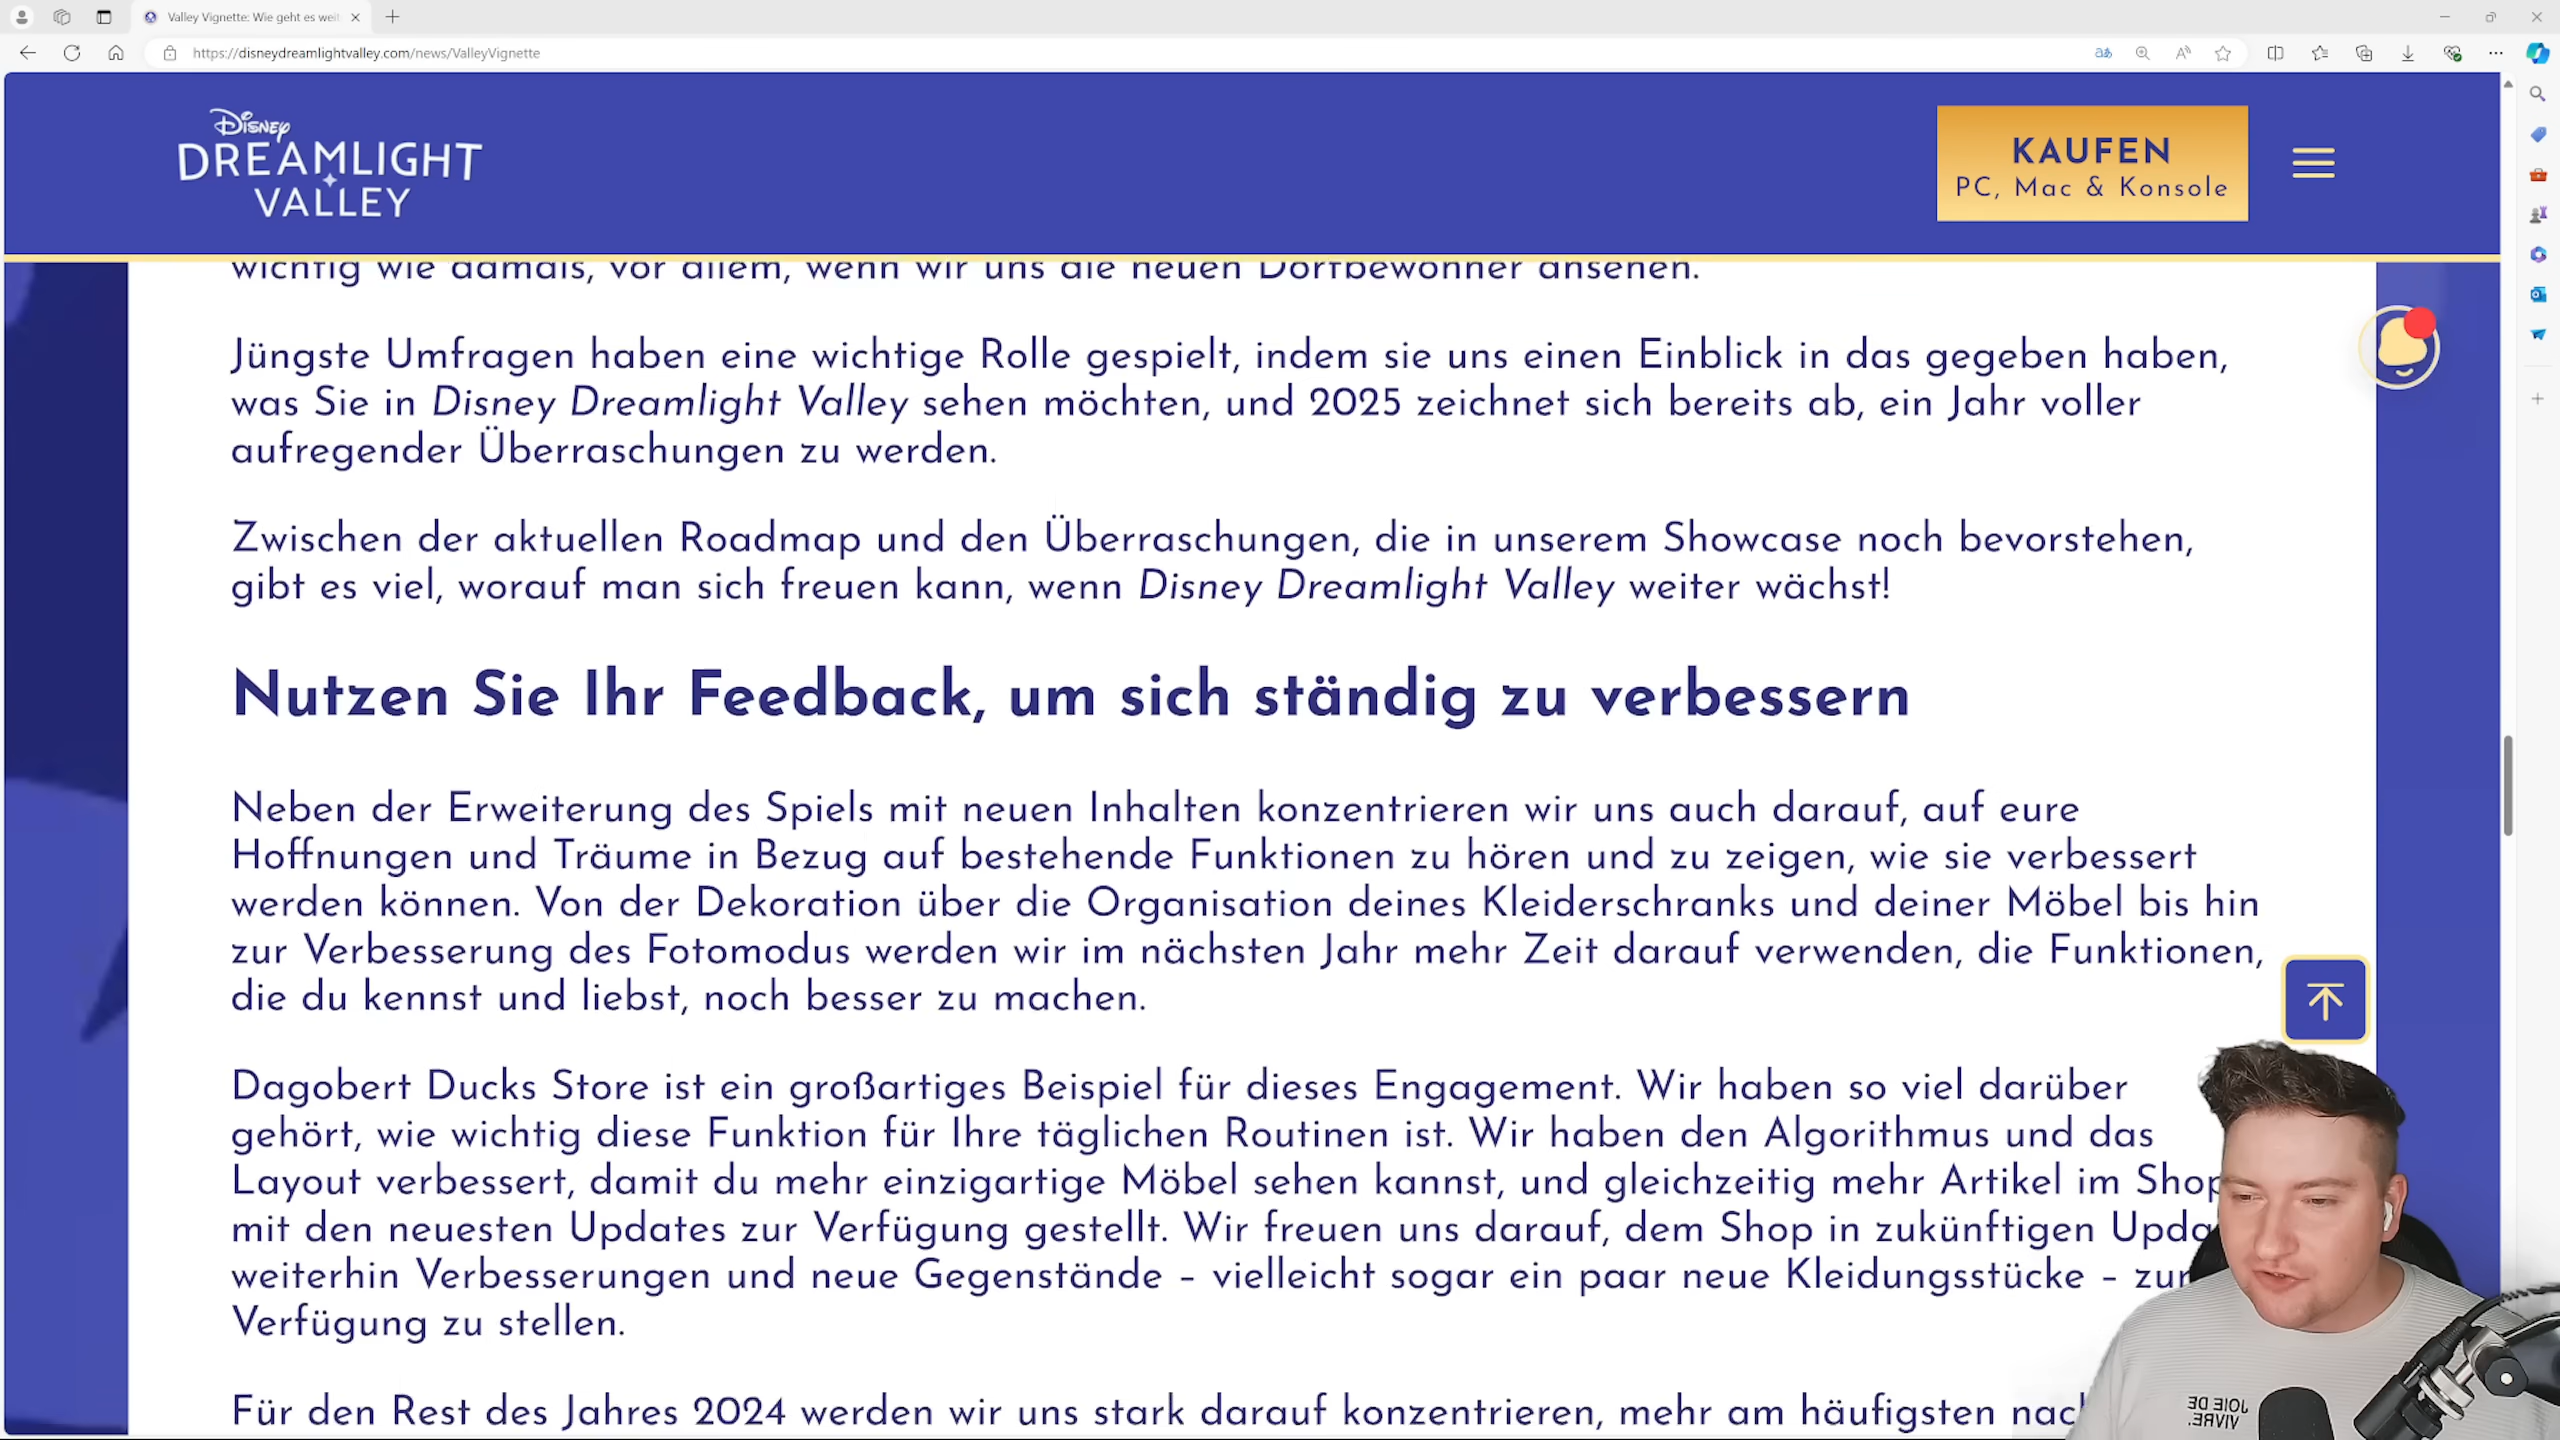 Valley Vignette: Wie geht es weit
https://disneydreamlightvalley.com/news/ValleyVignette
Disney
DREAMLIGHT
VALLEY
KAUFEN
PC, Mac & Konsole
wichtig wie damals, vor allem, wenn wir uns die neuen Dorfbewohner ansehen.
Jüngste Umfragen haben eine wichtige Rolle gespielt, indem sie uns einen Einblick in das gegeben haben,
was Sie in Disney Dreamlight Valley sehen möchten, und 2025 zeichnet sich bereits ab, ein Jahr voller
aufregender Überraschungen zu werden.
Zwischen der aktuellen Roadmap und den Überraschungen, die in unserem Showcase noch bevorstehen,
gibt es viel, worauf man sich freuen kann, wenn Disney Dreamlight Valley weiter wächst!
Nutzen Sie Ihr Feedback, um sich ständig zu verbessern
Neben der Erweiterung des Spiels mit neuen Inhalten konzentrieren wir uns auch darauf, auf eure
Hoffnungen und Träume in Bezug auf bestehende Funktionen zu hören und zu zeigen, wie sie verbessert
werden können. Von der Dekoration über die Organisation deines Kleiderschranks und deiner Möbel bis hin
zur Verbesserung des Fotomodus werden wir im nächsten Jahr mehr Zeit darauf verwenden, die Funktionen,
die du kennst und liebst, noch besser zu machen.
Dagobert Ducks Store ist ein großartiges Beispiel für dieses Engagement. Wir haben so viel darüber
gehört, wie wichtig diese Funktion für Ihre täglichen Routinen ist. Wir haben den Algorithmus und das
Layout verbessert, damit du mehr einzigartige Möbel sehen kannst, und gleichzeitig mehr Artikel im Shop
mit den neuesten Updates zur Verfügung gestellt. Wir freuen uns darauf, dem Shop in zukünftigen Upda
weiterhin Verbesserungen und neue Gegenstände – vielleicht sogar ein paar neue Kleidungsstücke – zur
Verfügung zu stellen.
Für den Rest des Jahres 2024 werden wir uns stark darauf konzentrieren, mehr am häufigsten nac
JOIE DE
VIVRE.